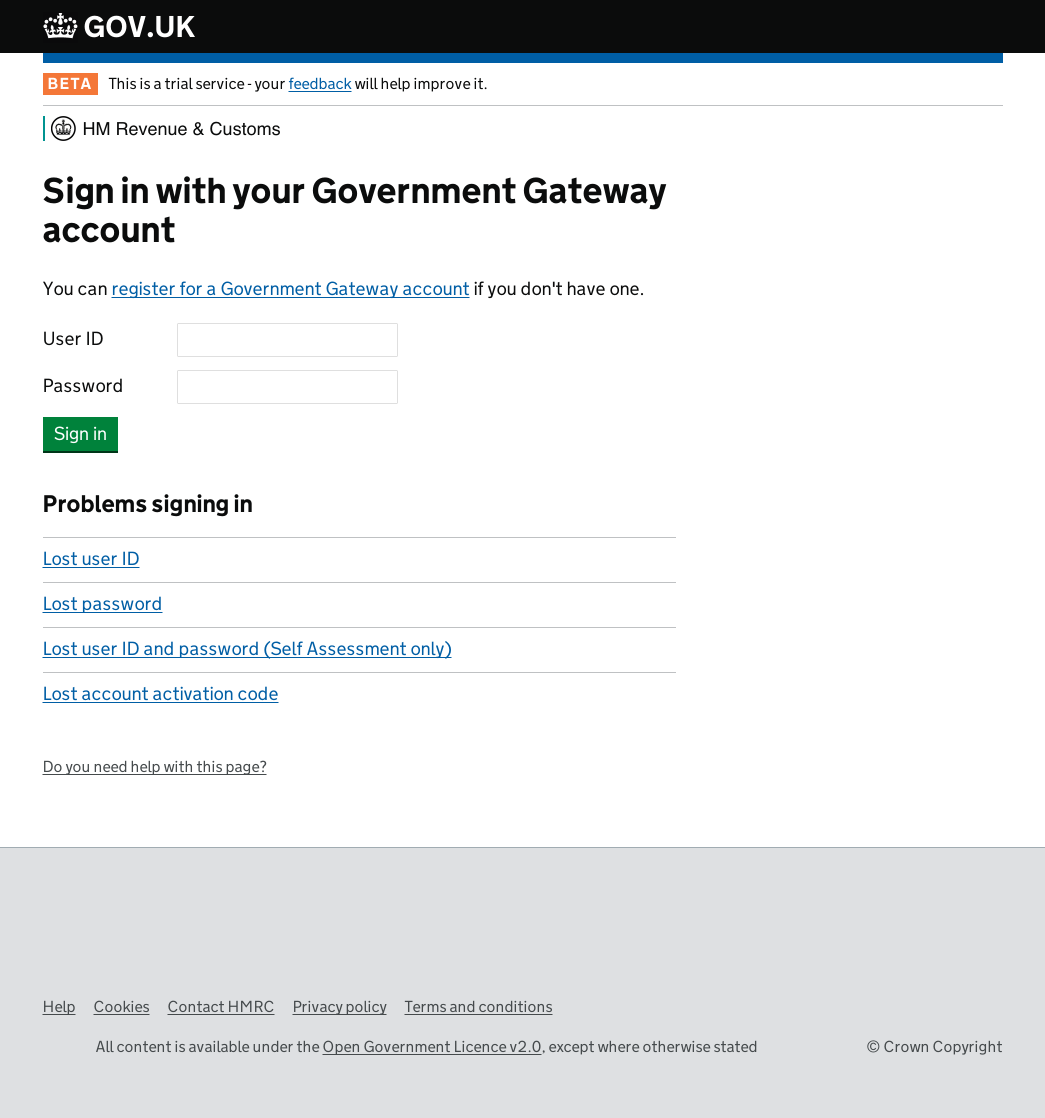 GOV.UK
BETA This is a trial service - your feedback will help improve it.
HM Revenue & Customs
Sign in with your Government Gateway
account
You can register for a Government Gateway account if you don't have one.
User ID
Password
Sign in
Problems signing in
Lost user ID
Lost password
Lost user ID and password (Self Assessment only)
Lost account activation code
Do you need help with this page?
Help Cookies Contact HMRC Privacy policy Terms and conditions
All content is available under the Open Government Licence v2.0, except where otherwise stated © Crown Copyright